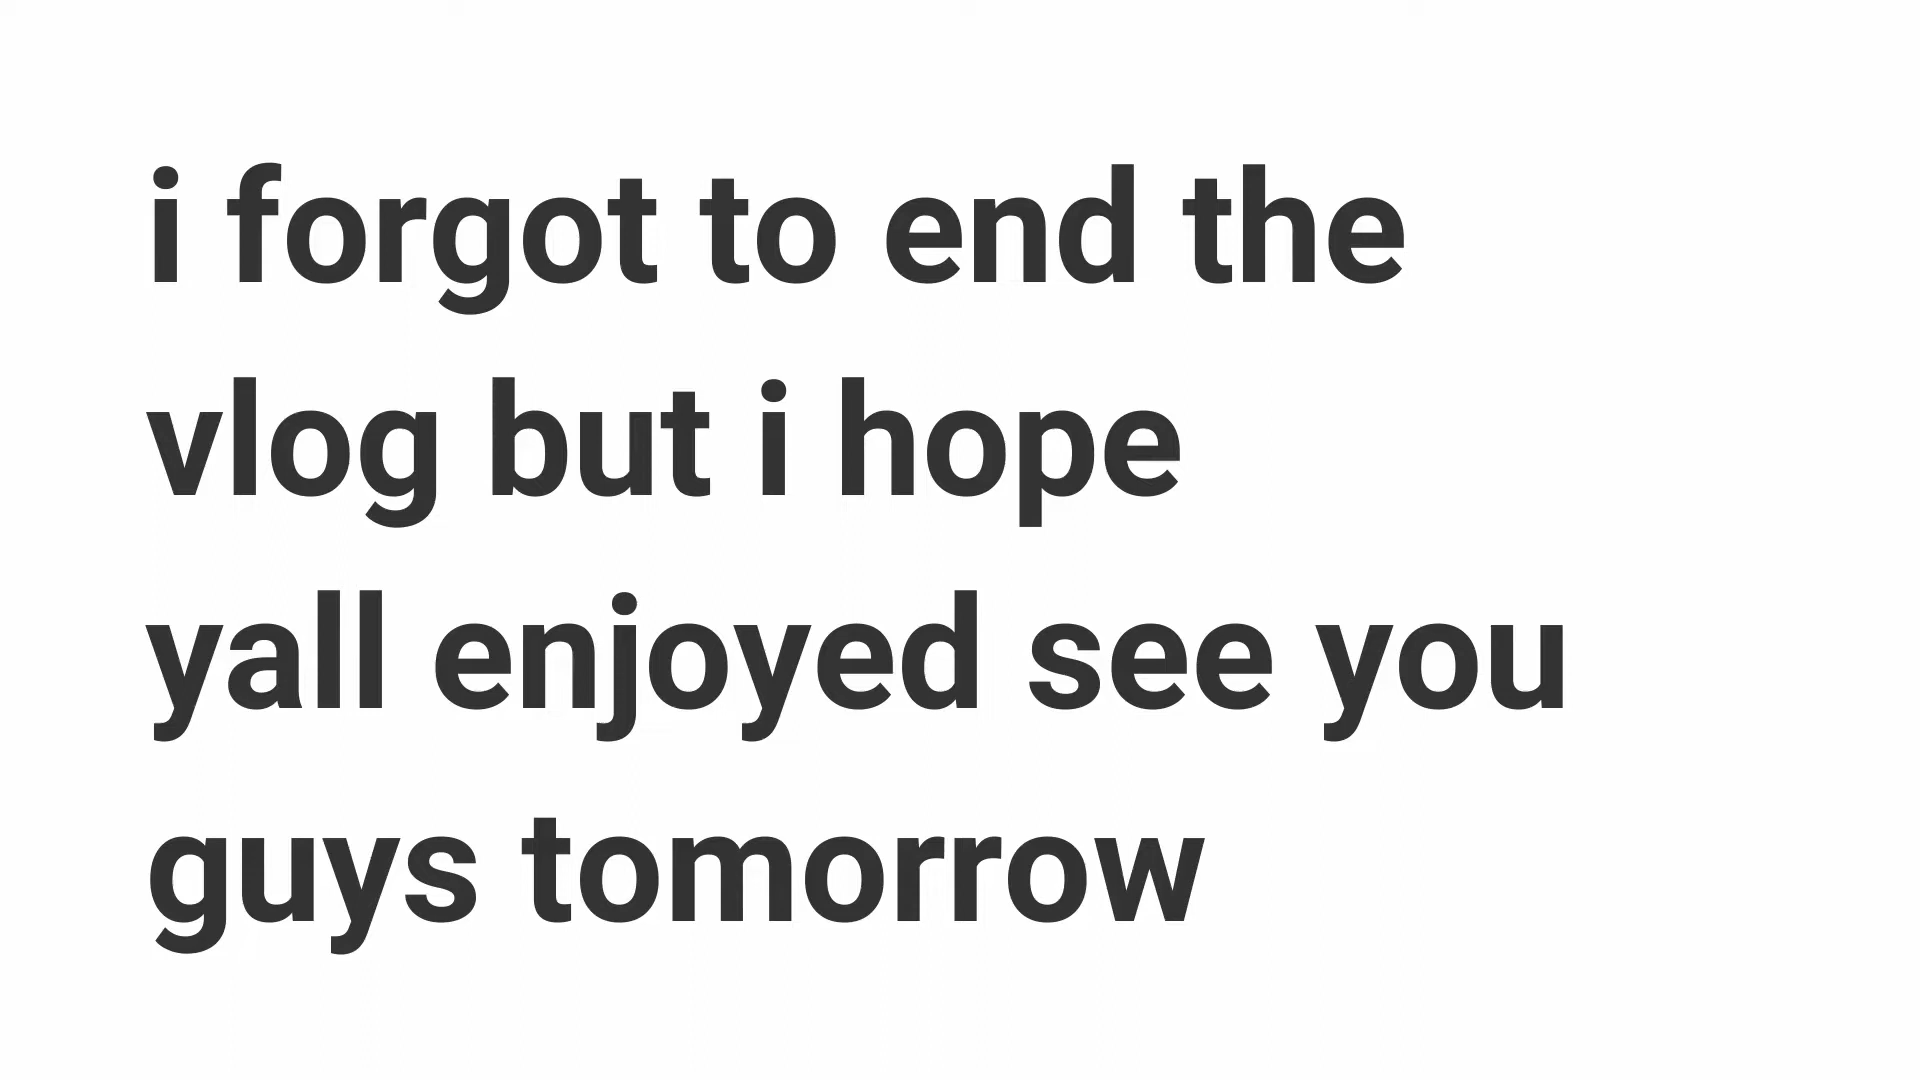 i forgot to end the
vlog but i hope
yall enjoyed see you
guys tomorrow